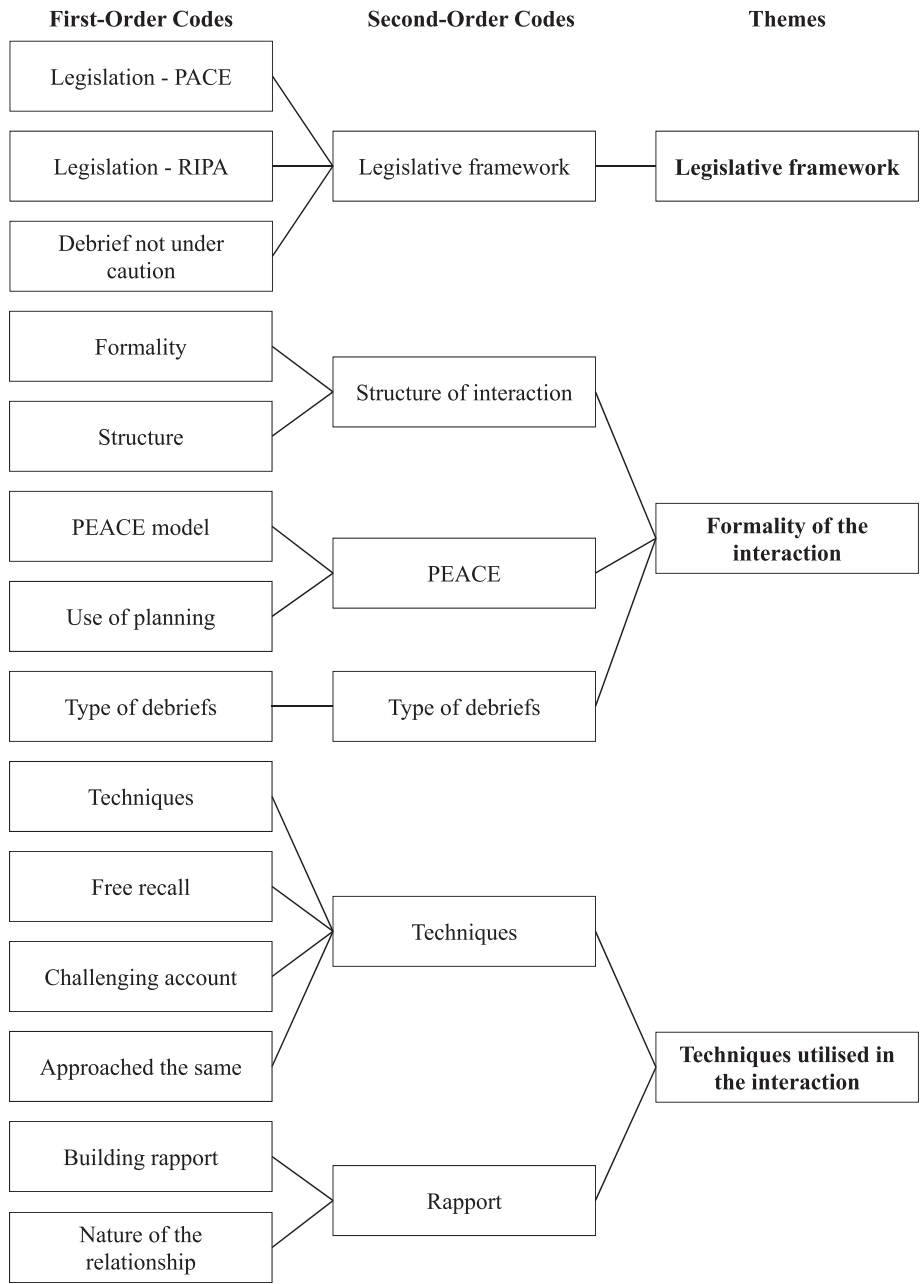 First-Order Codes
Second-Order Codes
Themes
Legislation - PACE
Legislation - RIPA
Legislative framework
Legislative framework
Debrief not under
caution
Formality
Structure of interaction
Structure
PEACE model
Formality of the
interaction
PEACE
Use of planning
Type of debriefs
Type of debriefs
Techniques
Free recall
Techniques
Challenging account
Approached the same
Techniques utilised in
the interaction
Building rapport
Rapport
Nature of the
relationship